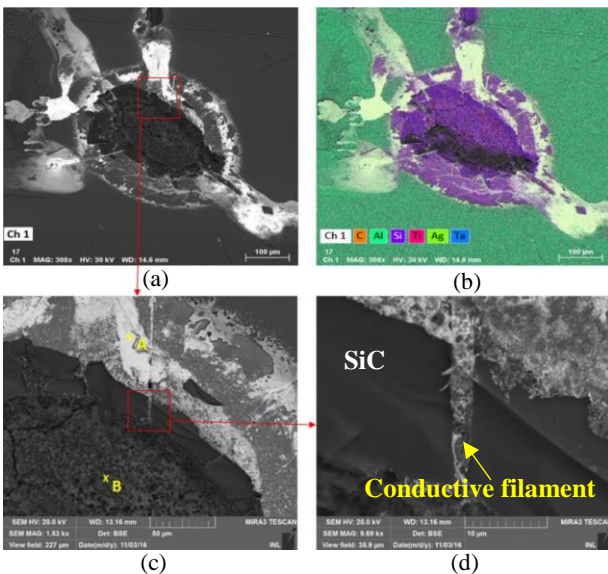 Ch 1
17
Ch 1 MAG: 308x HV: 30 kV WD: 14.6 mm
100 µm
(a)
Ch 1 C Al Si Ti Ag Ta
17
Ch 1 MAG: 308x HV: 30 kV WD: 14.6 mm
100 µm
(b)
A
B
SEM HV: 20.0 kV WD: 13.16 mm
SEM MAG: 1.53 kx Det: BSE 50 µm
View field: 227 µm Date(m/d/y): 11/03/16
MIRA3 TESCAN
INL
(c)
SiC
Conductive filament
SEM HV: 20.0 kV WD: 13.16 mm
SEM MAG: 9.69 kx Det: BSE 10 µm
View field: 35.9 µm Date(m/d/y): 11/03/16
MIRA3 TESCAN
INL
(d)